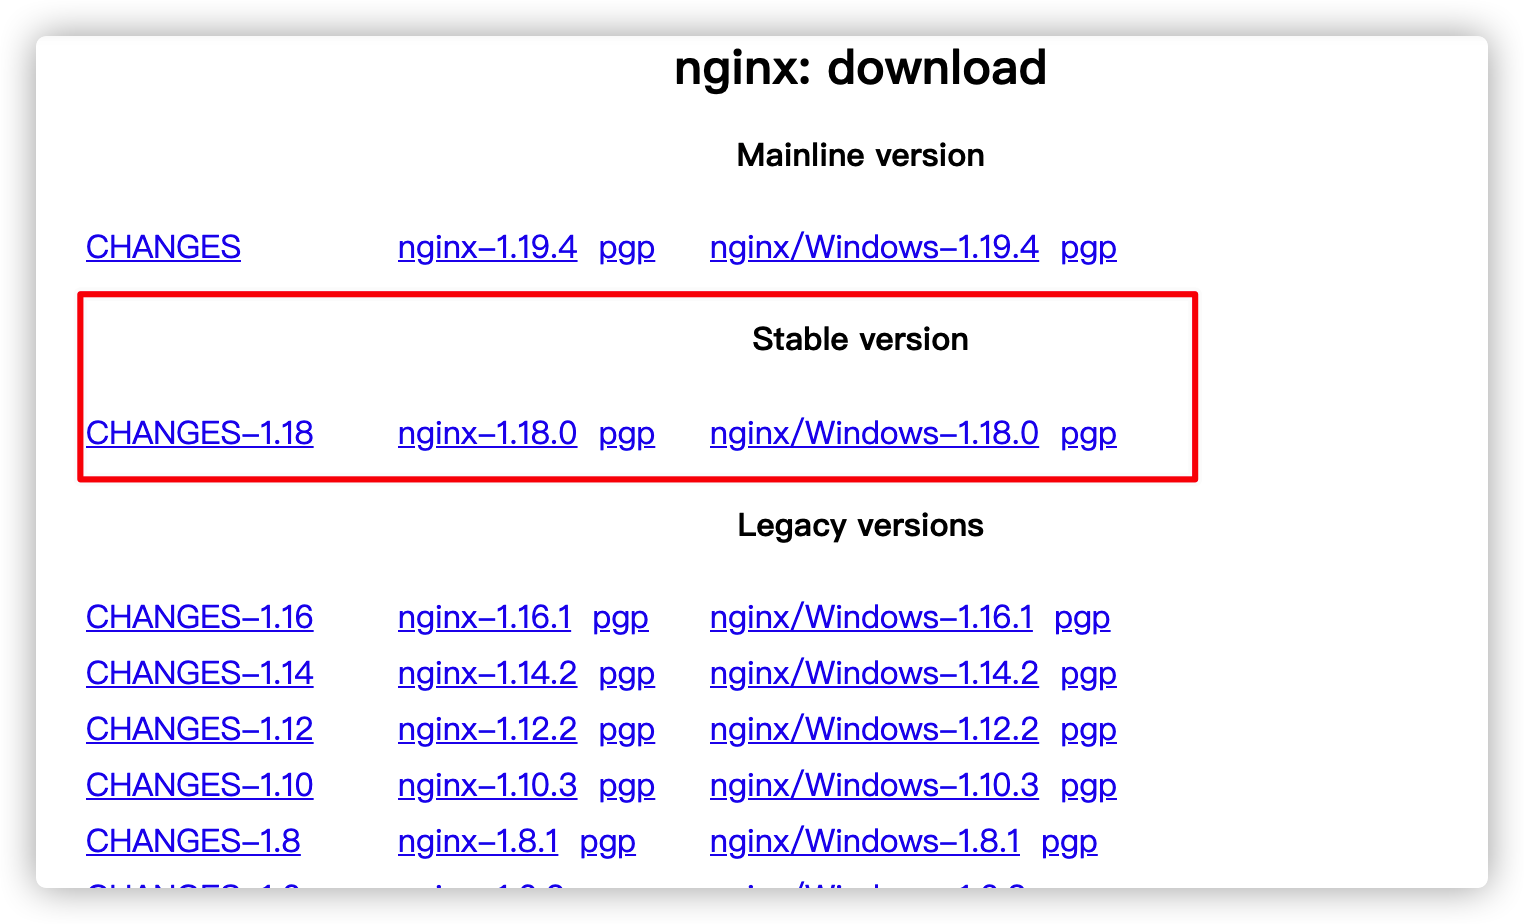 nginx: download
Mainline version
CHANGES nginx-1.19.4 pgp nginx/Windows-1.19.4 pgp
Stable version
CHANGES-1.18 nginx-1.18.0 pgp nginx/Windows-1.18.0 pgp
Legacy versions
CHANGES-1.16 nginx-1.16.1 pgp nginx/Windows-1.16.1 pgp
CHANGES-1.14 nginx-1.14.2 pgp nginx/Windows-1.14.2 pgp
CHANGES-1.12 nginx-1.12.2 pgp nginx/Windows-1.12.2 pgp
CHANGES-1.10 nginx-1.10.3 pgp nginx/Windows-1.10.3 pgp
CHANGES-1.8 nginx-1.8.1 pgp nginx/Windows-1.8.1 pgp